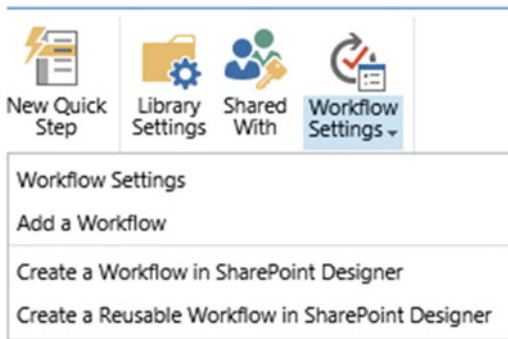 New Quick
Step
Library
Settings
Shared
With
Workflow
Settings
Workflow Settings
Add a Workflow
Create a Workflow in SharePoint Designer
Create a Reusable Workflow in SharePoint Designer